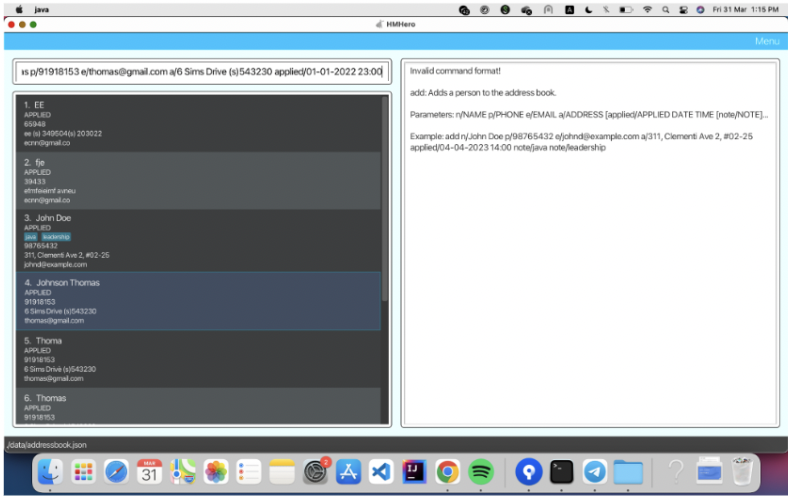 java
Fri 31 Mar 1:15 PM
HMHero
Menu
ıs p/91918153 e/thomas@gmail.com a/6 Sims Drive (s)543230 applied/01-01-2022 23:00
1. EE
APPLIED
65948
ee (s) 349504(s) 203022
ecnn@gmail.co
2. fje
APPLIED
39433
efmfeieimf avneu
ecnn@gmail.com
3. John Doe
APPLIED
java leadership
98765432
311, Clementi Ave 2, #02-25
johnd@example.com
4. Johnson Thomas
APPLIED
91918153
6 Sims Drive (s)543230
thomas@gmail.com
5. Thoma
APPLIED
91918153
6 Sims Drive (s)543230
thomas@gmail.com
6. Thomas
APPLIED
91918153
Invalid command format!
add: Adds a person to the address book.
Parameters: n/NAME p/PHONE e/EMAIL a/ADDRESS [applied/APPLIED DATE TIME [note/NOTE]...
Example: add n/John Doe p/98765432 e/johnd@example.com a/311, Clementi Ave 2, #02-25
applied/04-04-2023 14:00 note/java note/leadership
./data/addressbook.json
MAR
31
2